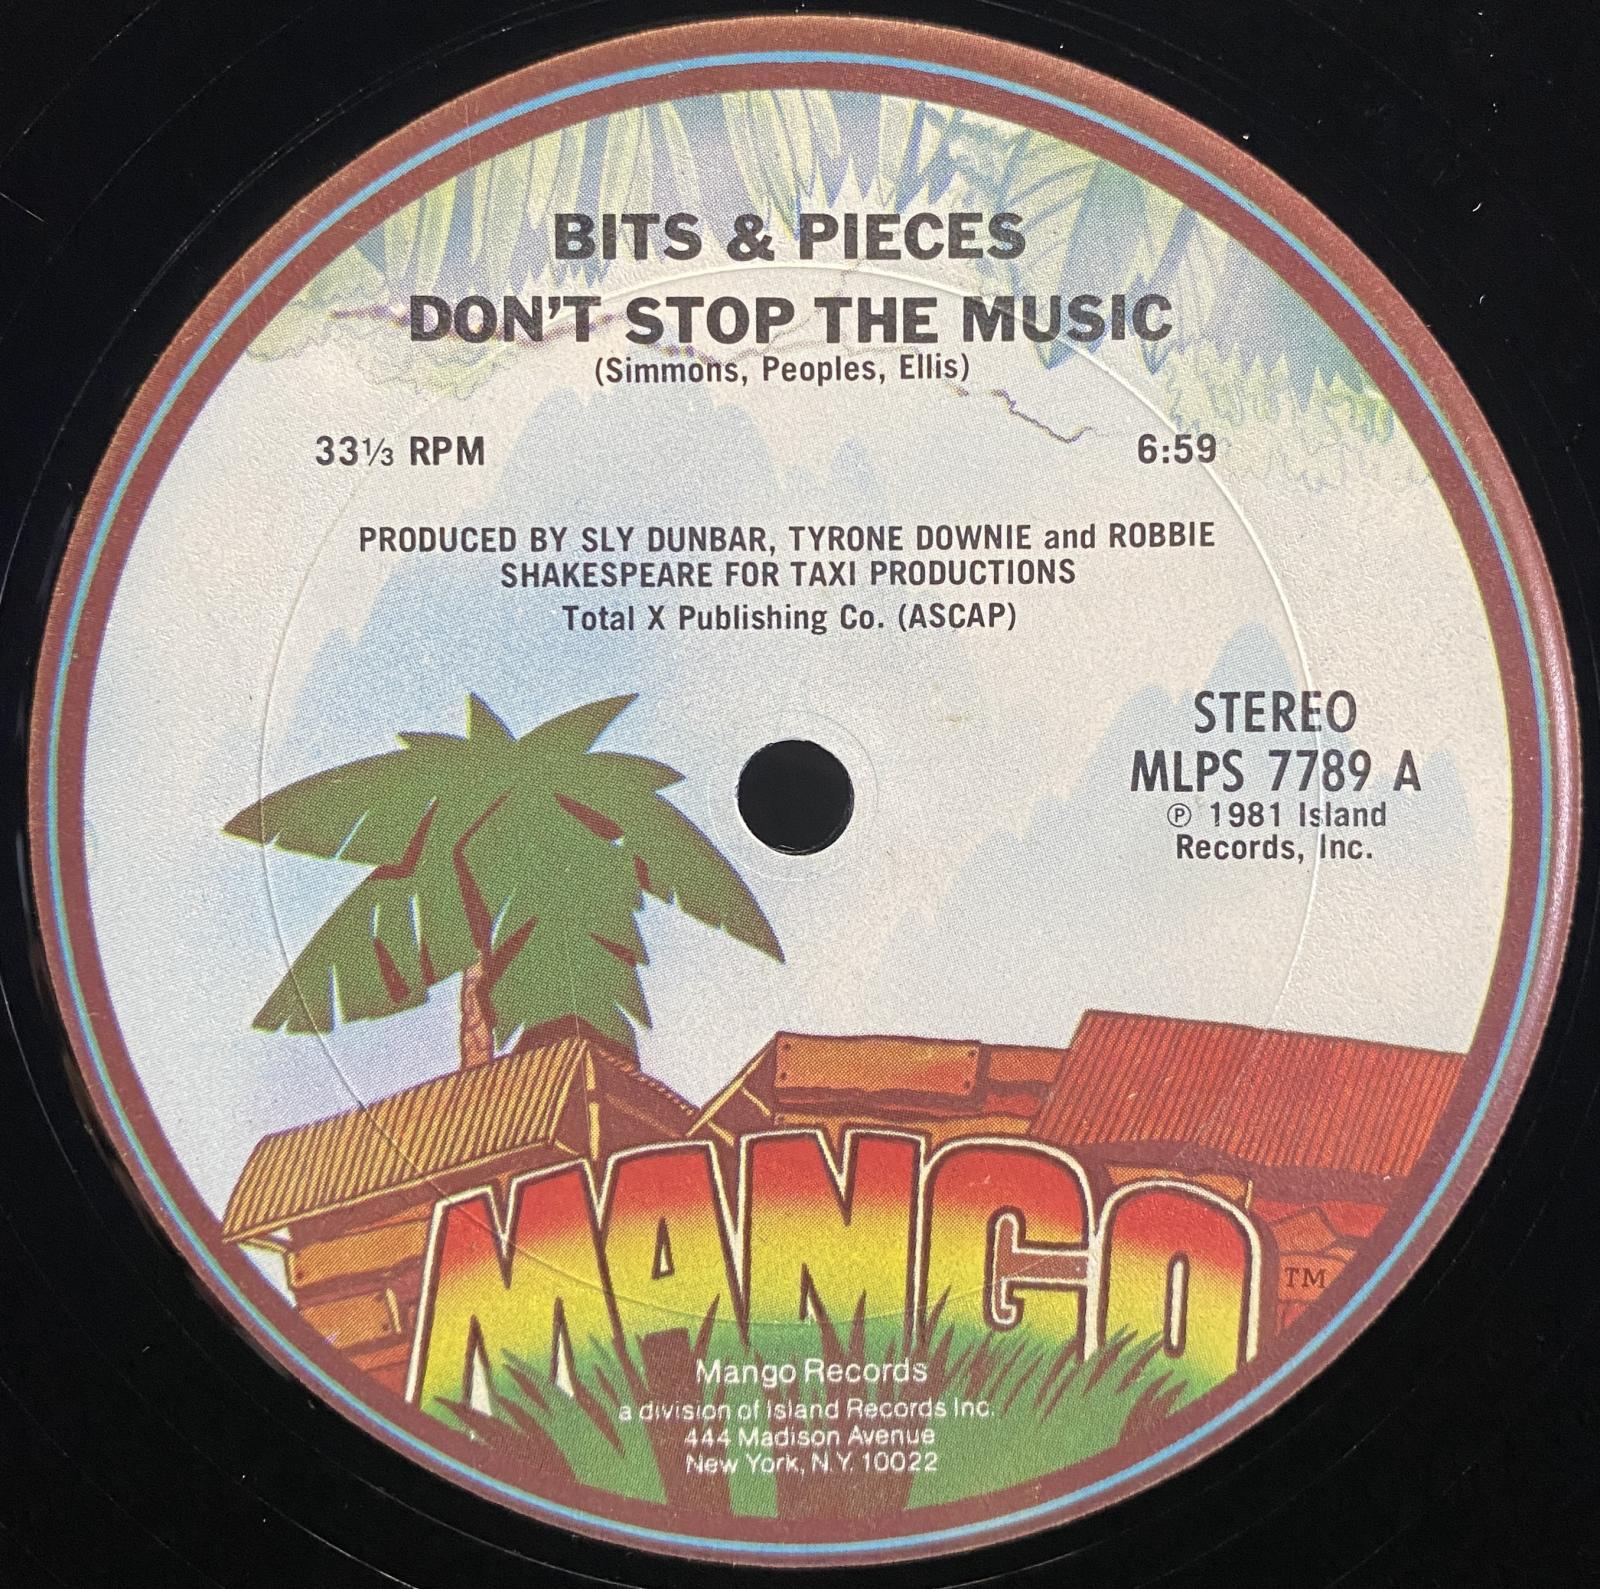 BITS & PIECES
DON'T STOP THE MUSIC
(Simmons, Peoples, Ellis)
33⅓ RPM
6:59
PRODUCED BY SLY DUNBAR, TYRONE DOWNIE and ROBBIE
SHAKESPEARE FOR TAXI PRODUCTIONS
Total X Publishing Co. (ASCAP)
STEREO
MLPS 7789 A
℗ 1981 Island
Records, Inc.
MANGO TM
Mango Records
a division of Island Records Inc.
444 Madison Avenue
New York, N.Y. 10022